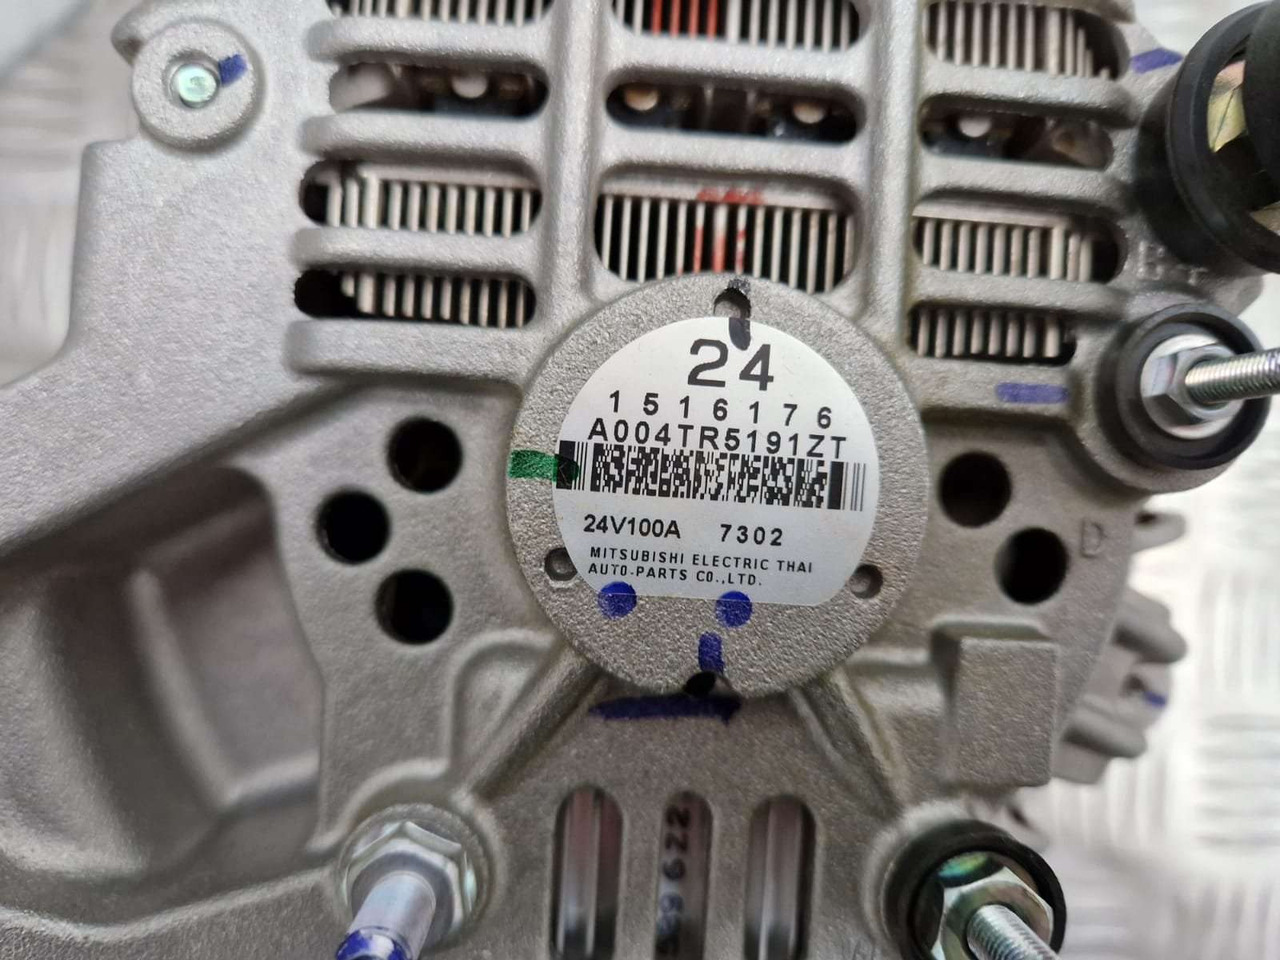 24
1516176
A004TR5191ZT
24V100A 7302
MITSUBISHI ELECTRIC THAI
AUTO-PARTS CO.,LTD.
D